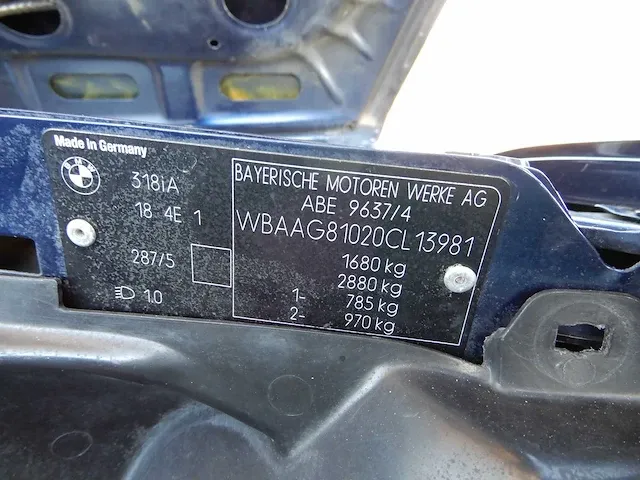 Made in Germany
BMW
318iA
18 4E 1
287/5
1.0
BAYERISCHE MOTOREN WERKE AG
ABE 9637/4
WBAAG81020CL13981
1680 kg
2880 kg
1- 785 kg
2- 970 kg